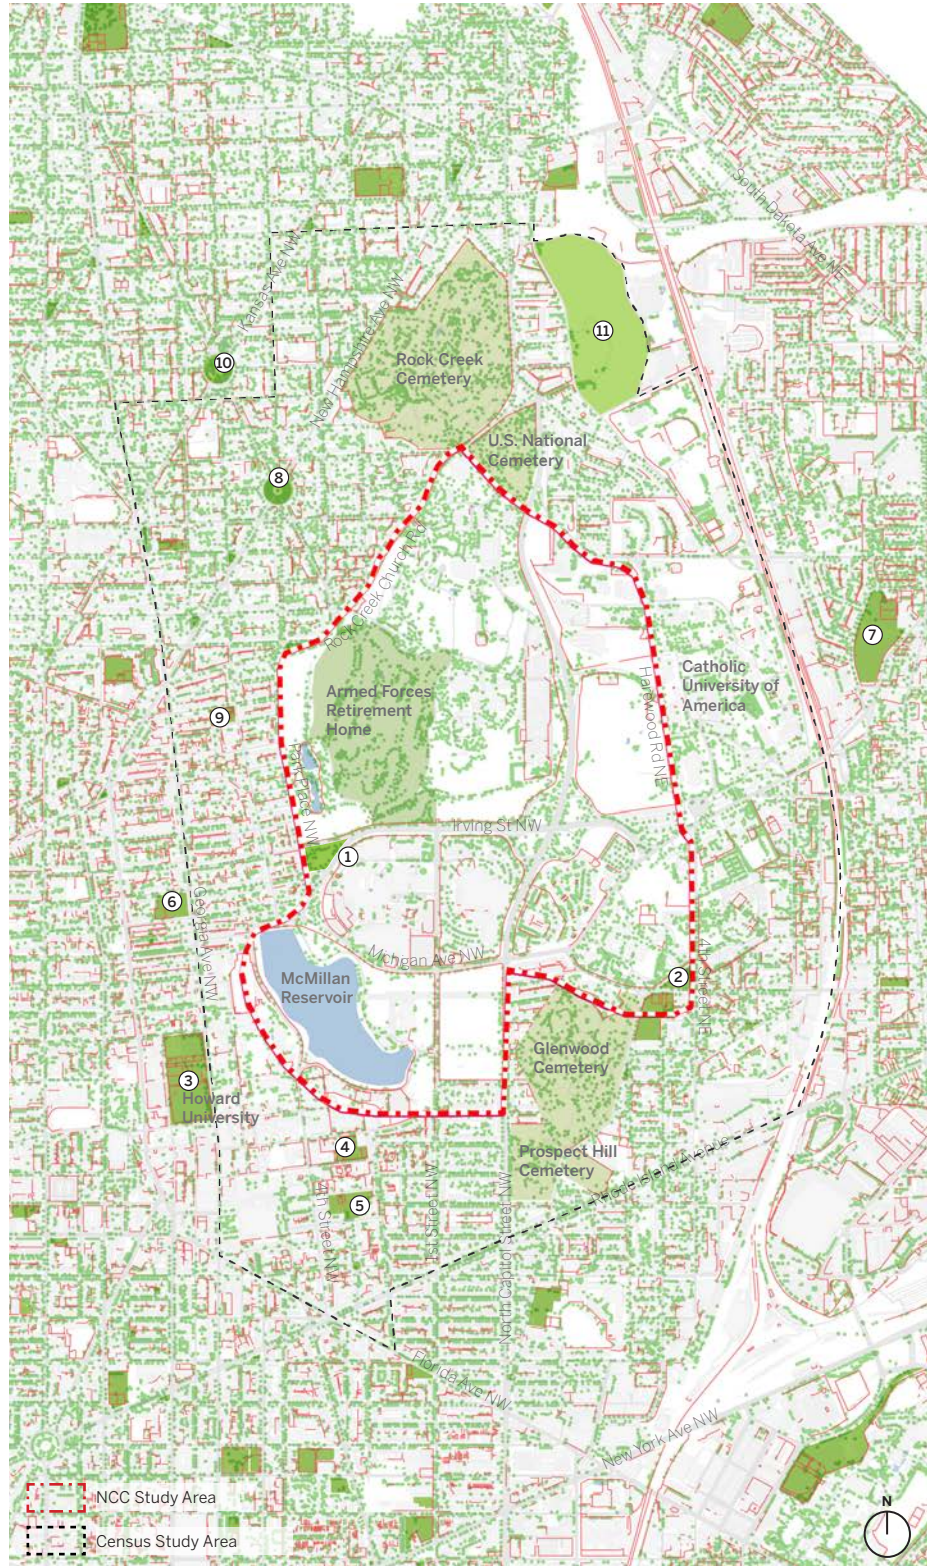 South Dakota Ave NE
Kansas Ave NW
New Hampshire Ave NW
11
10
Rock Creek
Cemetery
U.S. National
Cemetery
8
Rock Creek Church Rd
7
Catholic
University of
America
Harewood Rd NE
Armed Forces
Retirement
Home
9
Park Place NW
Irving St NW
1
6
Georgia Ave NW
Michigan Ave NW
McMillan
Reservoir
2
4th Street NE
Glenwood
Cemetery
3
Howard
University
4
Prospect Hill
Cemetery
Rhode Island Avenue
5
4th Street NW
1st Street NW
North Capitol Street NW
Florida Ave NW
New York Ave NW
NCC Study Area
Census Study Area
N